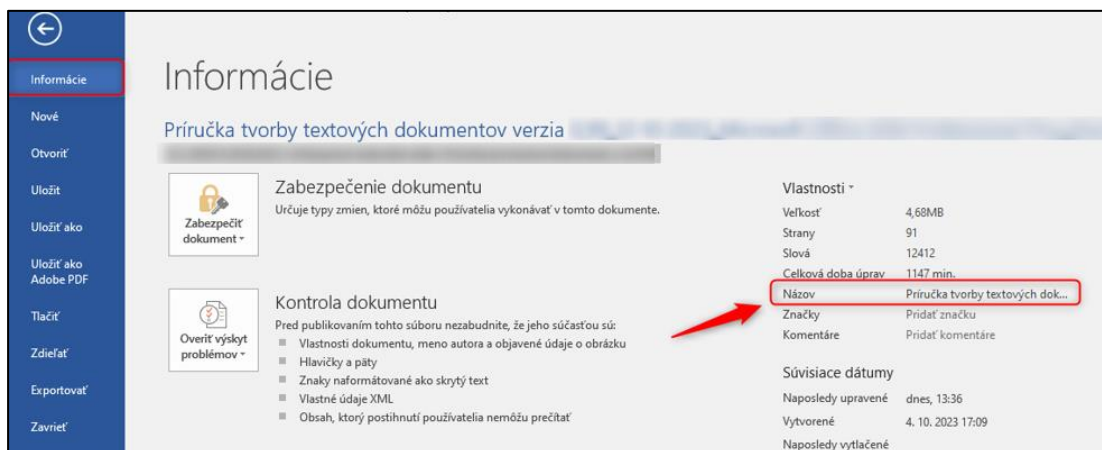 Informácie
Nové
Otvoriť
Uložiť
Uložiť ako
Uložiť ako
Adobe PDF
Tlačiť
Zdieľať
Exportovať
Zavrieť
Informácie
Príručka tvorby textových dokumentov verzia
Zabezpečiť
dokument
Zabezpečenie dokumentu
Určuje typy zmien, ktoré môžu používatelia vykonávať v tomto dokumente.
Overiť výskyt
problémov
Kontrola dokumentu
Pred publikovaním tohto súboru nezabudnite, že jeho súčasťou sú:
Vlastnosti dokumentu, meno autora a objavené údaje o obrázku
Hlavičky a päty
Znaky naformátované ako skrytý text
Vlastné údaje XML
Obsah, ktorý postihnutí používatelia nemôžu prečítať
Vlastnosti
Veľkosť 4,68MB
Strany 91
Slová 12412
Celková doba úprav 1147 min.
Názov Príručka tvorby textových dok...
Značky Pridať značku
Komentáre Pridať komentáre
Súvisiace dátumy
Naposledy upravené dnes, 13:36
Vytvorené 4. 10. 2023 17:09
Naposledy vytlačené